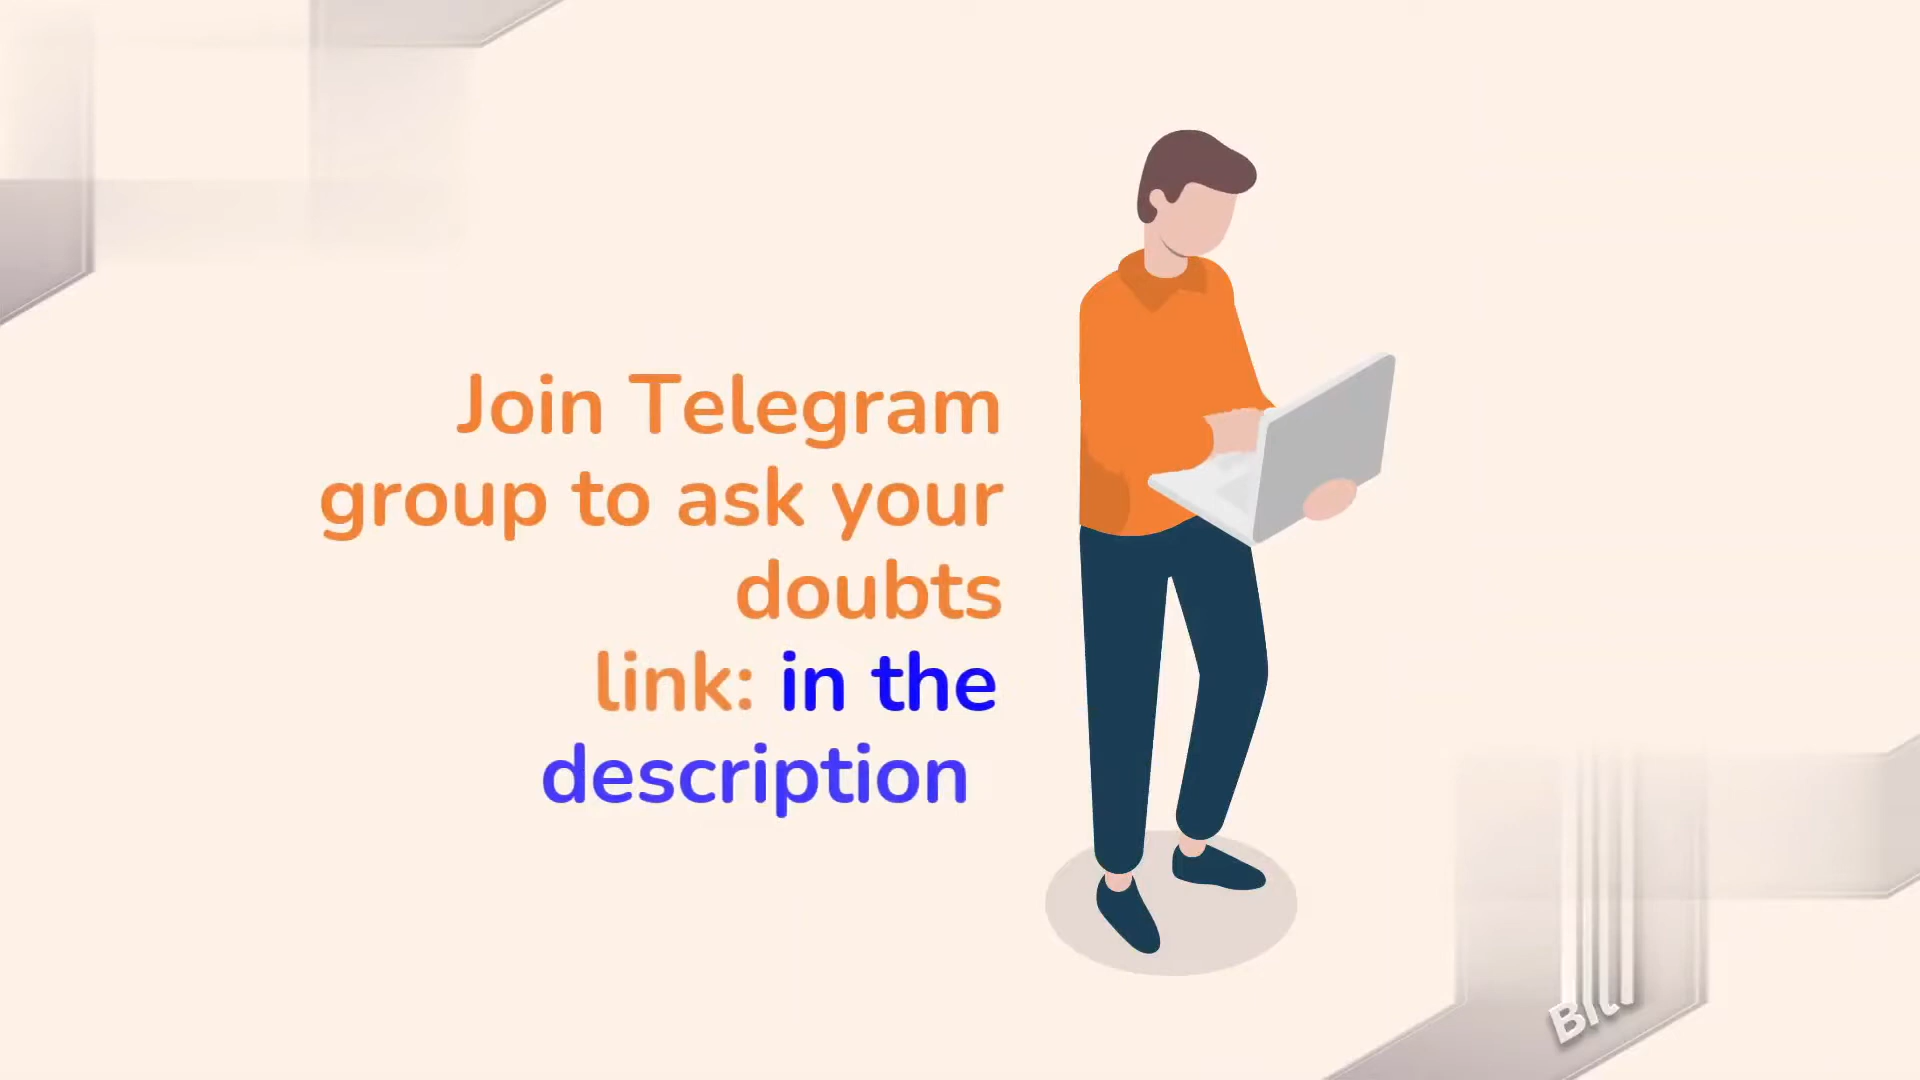 Join Telegram
group to ask your
doubts
link: in the
description